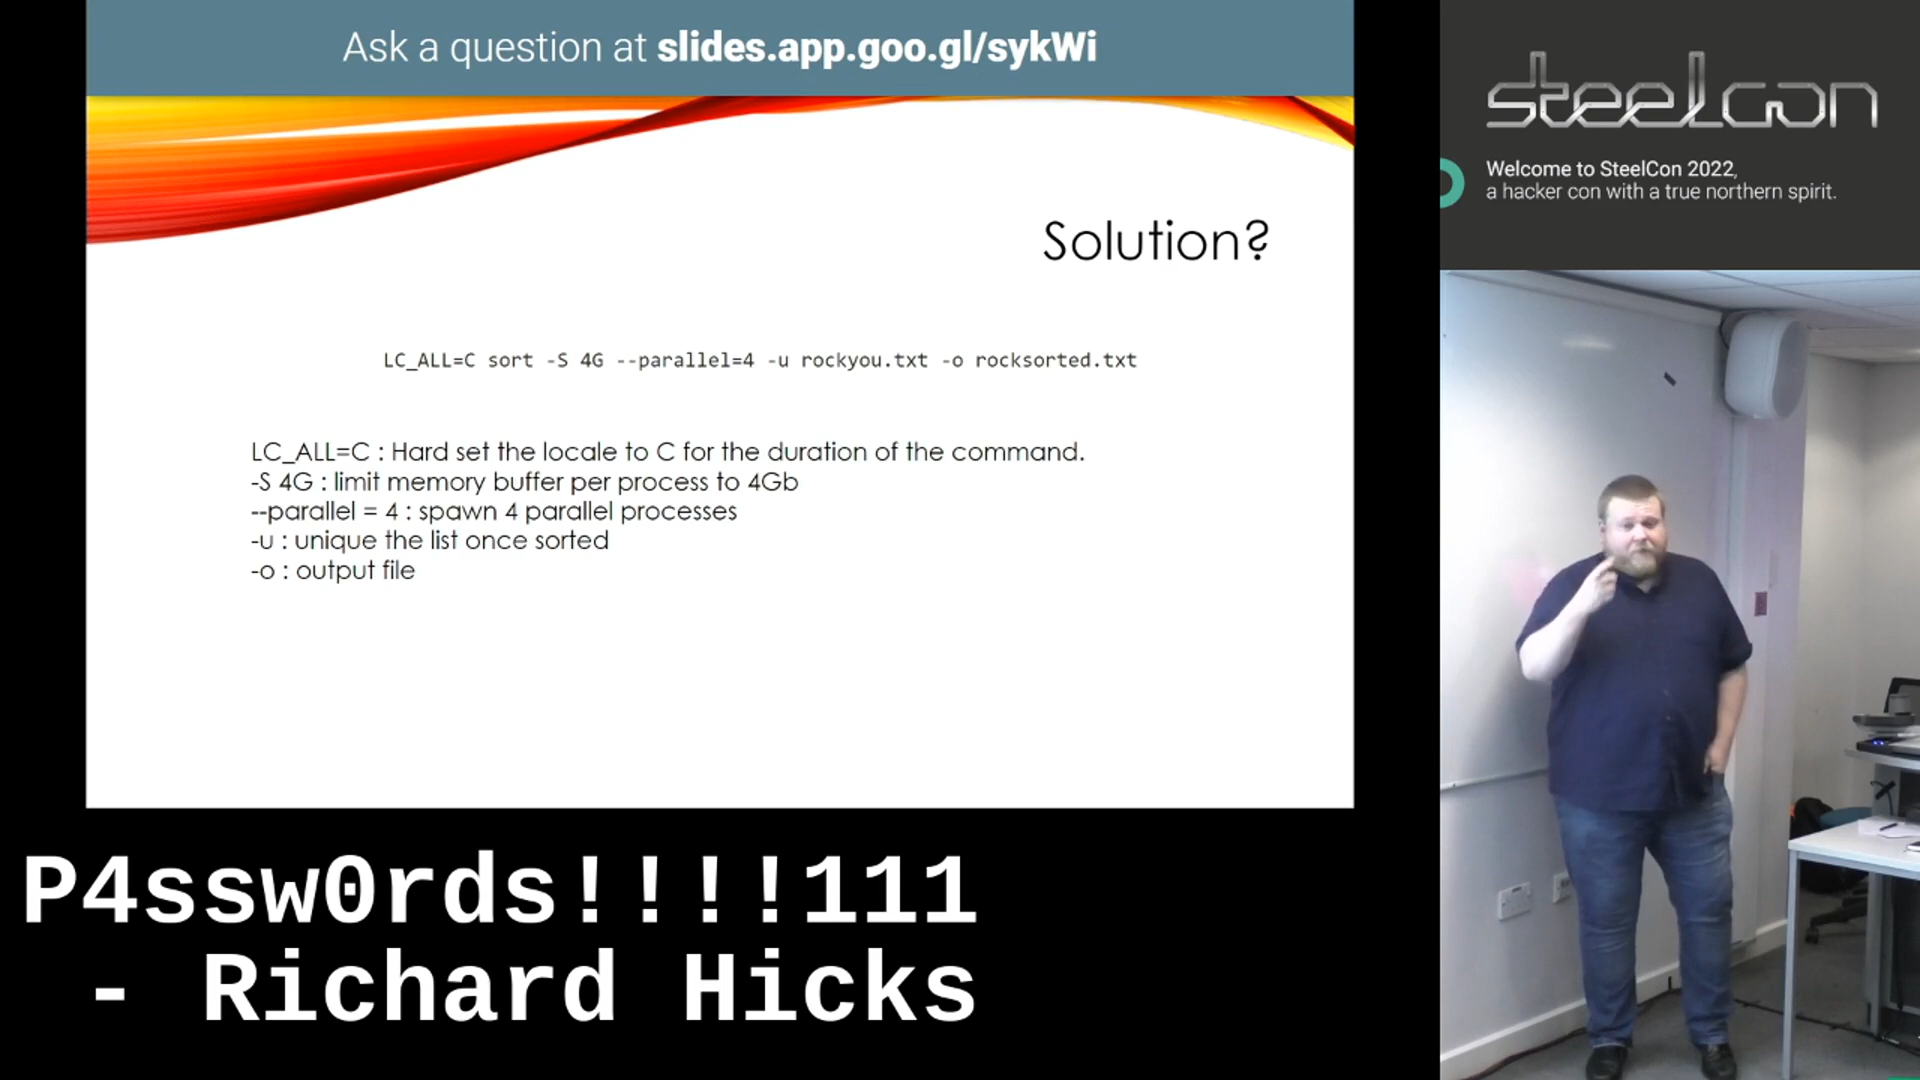 Ask a question at slides.app.goo.gl/sykWi
Solution?
LC_ALL=C sort -S 4G --parallel=4 -u rockyou.txt -o rocksorted.txt
LC_ALL=C : Hard set the locale to C for the duration of the command.
-S 4G : limit memory buffer per process to 4Gb
--parallel = 4 : spawn 4 parallel processes
-u : unique the list once sorted
-o : output file
P4ssw0rds!!!!111
- Richard Hicks
steelcon
Welcome to SteelCon 2022,
a hacker con with a true northern spirit.